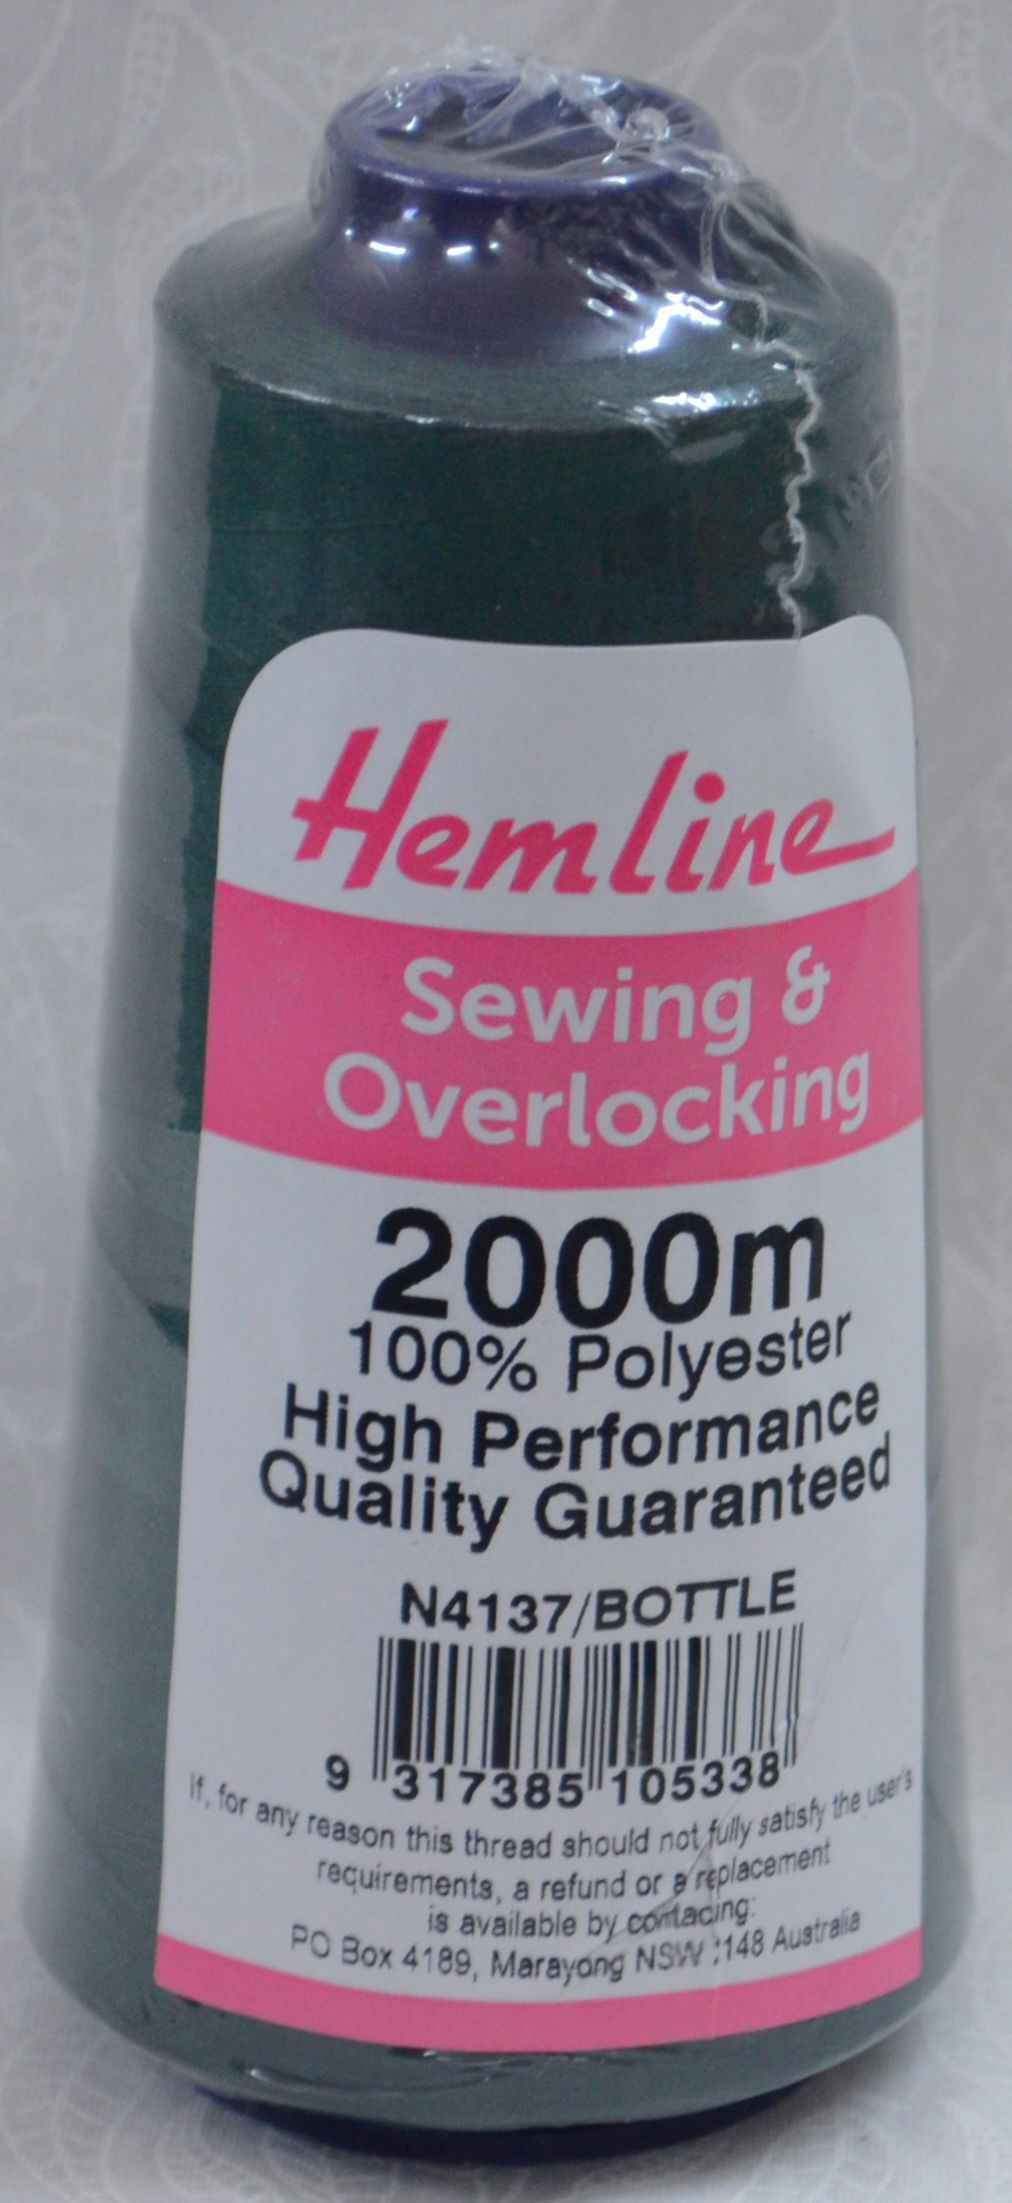 Hemline
Sewing &
Overlocking
2000m
100% Polyester
High Performance
Quality Guaranteed
N4137/BOTTLE
9 317385 105338
If, for any reason this thread should not fully satisfy the user's
requirements, a refund or a replacement
is available by contacing:
PO Box 4189, Marayong NSW :148 Australia